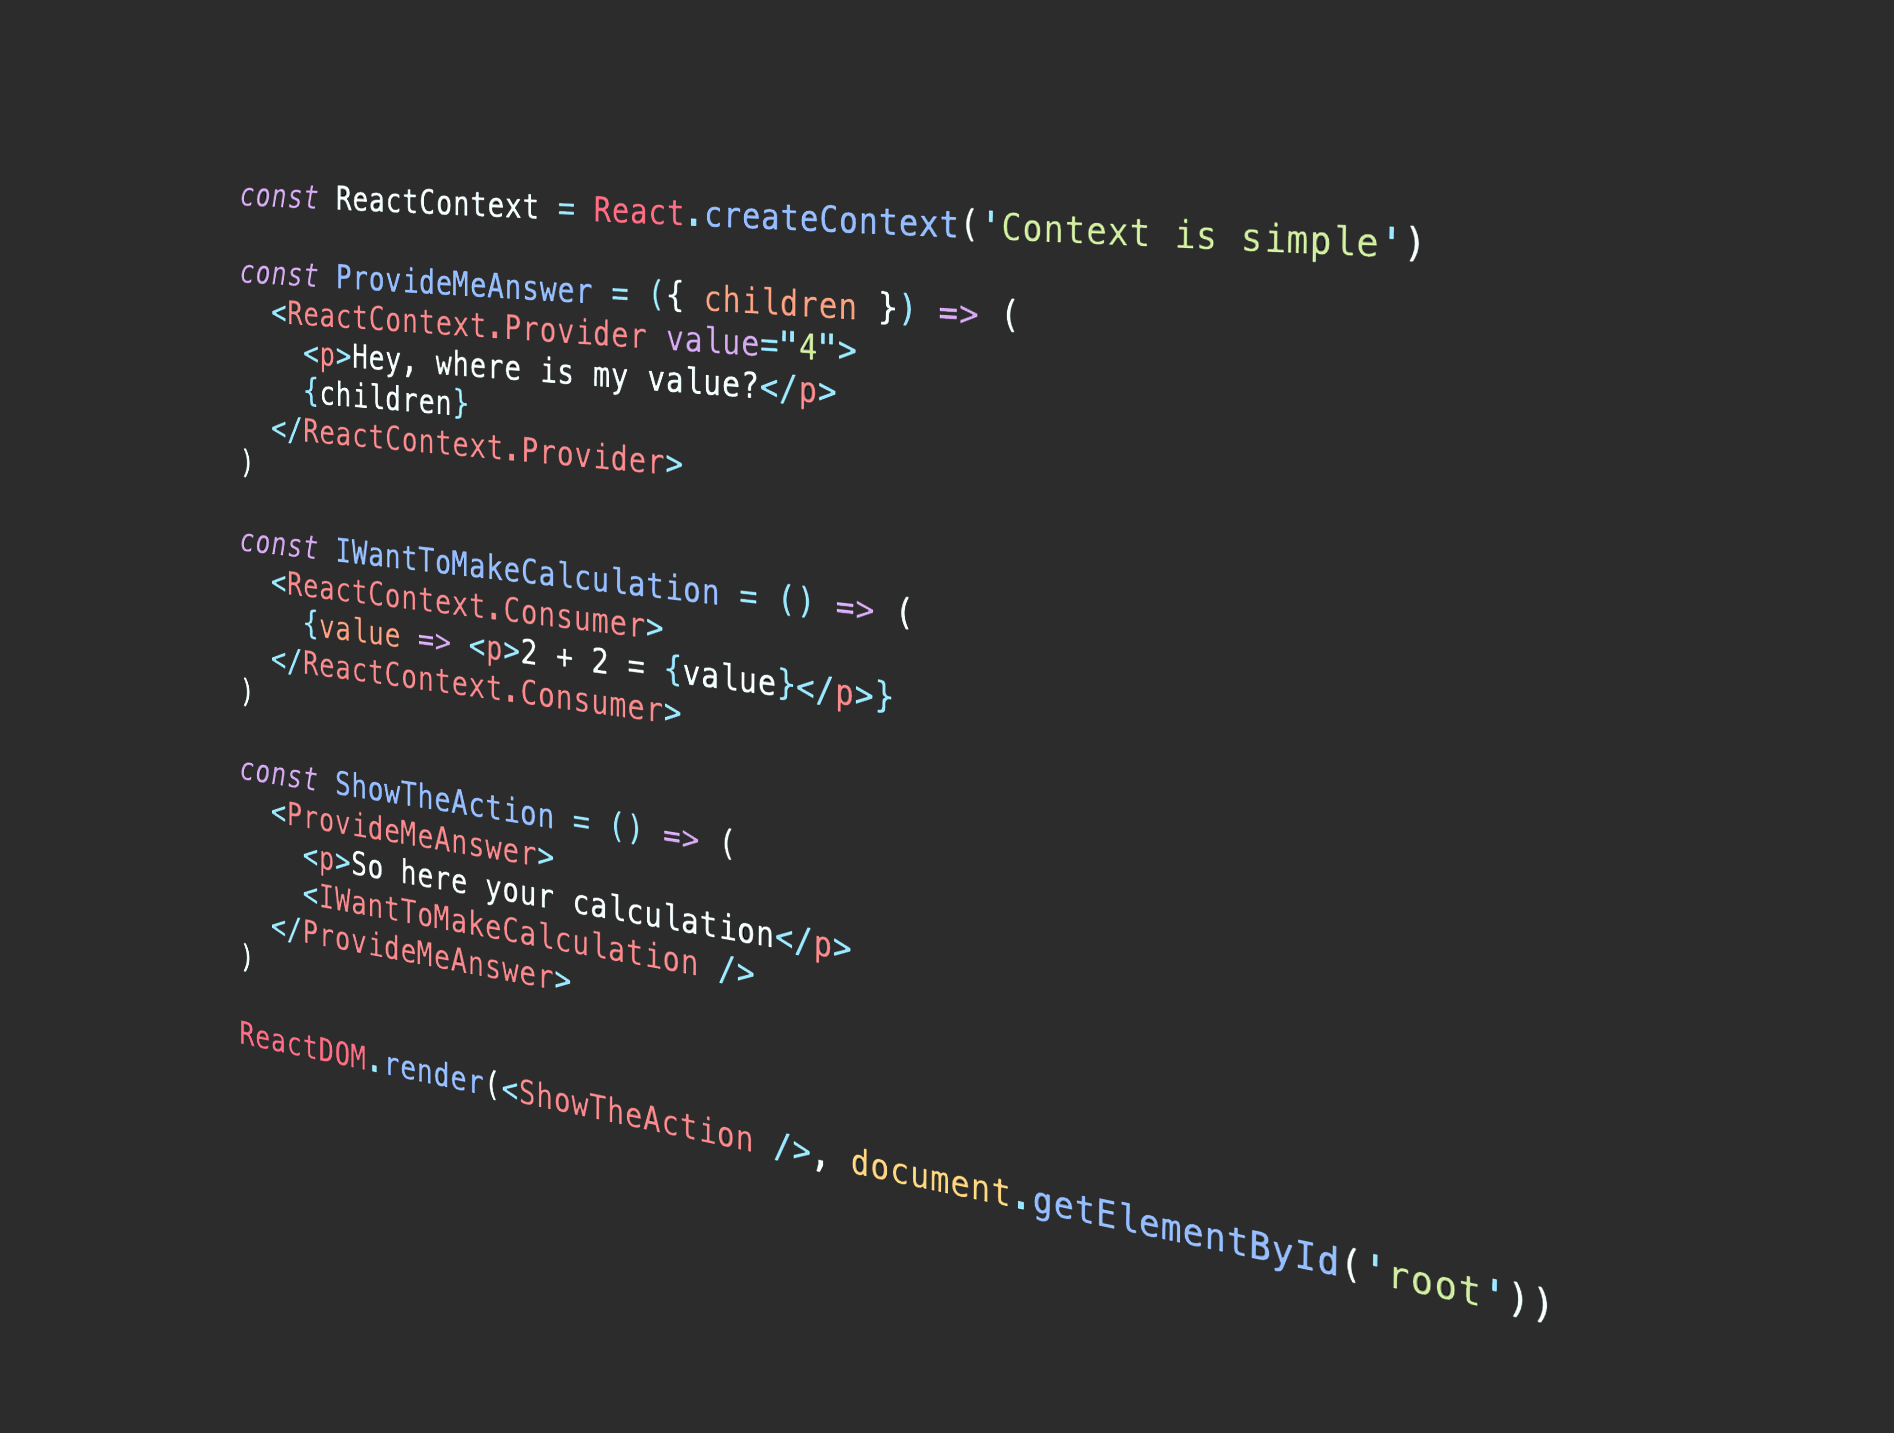 const ReactContext = React.createContext('Context is simple')
const ProvideMeAnswer = ({ children }) => (
<ReactContext.Provider value="4">
<p>Hey, where is my value?</p>
{children}
</ReactContext.Provider>
)
const IWantToMakeCalculation = () => (
<ReactContext.Consumer>
{value => <p>2 + 2 = {value}</p>}
</ReactContext.Consumer>
)
const ShowTheAction = () => (
<ProvideMeAnswer>
<p>So here your calculation</p>
<IWantToMakeCalculation />
</ProvideMeAnswer>
)
ReactDOM.render(<ShowTheAction />, document.getElementById('root'))